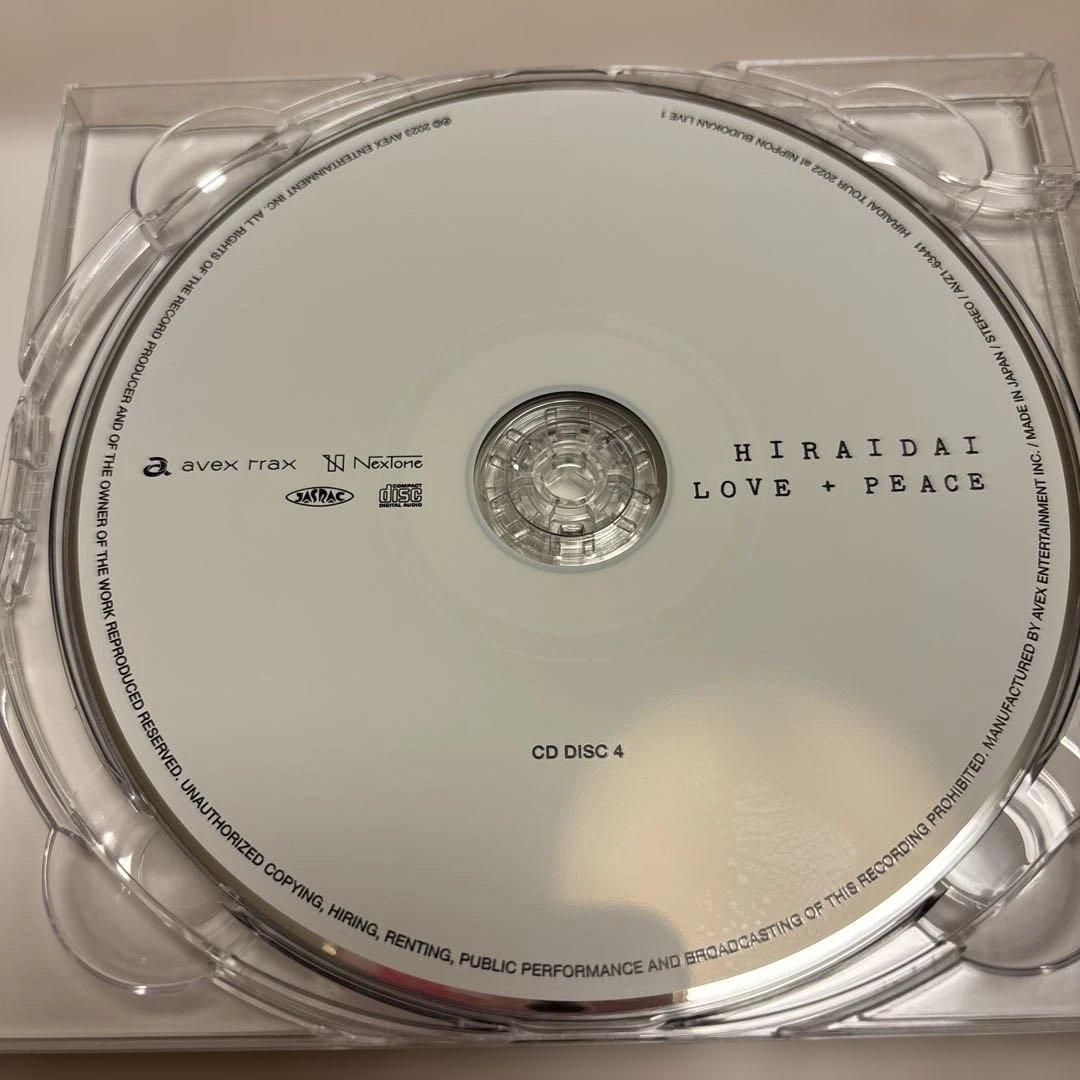 HIRAIDAI
LOVE + PEACE
avex trax
NexTone
JASRAC
COMPACT
disc
DIGITAL AUDIO
CD DISC 4
℗© 2023 AVEX ENTERTAINMENT INC. ALL RIGHTS OF THE RECORD PRODUCER AND OF THE OWNER OF THE WORK REPRODUCED RESERVED. UNAUTHORIZED COPYING, HIRING, RENTING, PUBLIC PERFORMANCE AND BROADCASTING OF THIS RECORDING PROHIBITED. MANUFACTURED BY AVEX ENTERTAINMENT INC. / MADE IN JAPAN / STEREO / AVZ1-63441 HIRAIDAI TOUR 2022 at NIPPON BUDOKAN LIVE 1